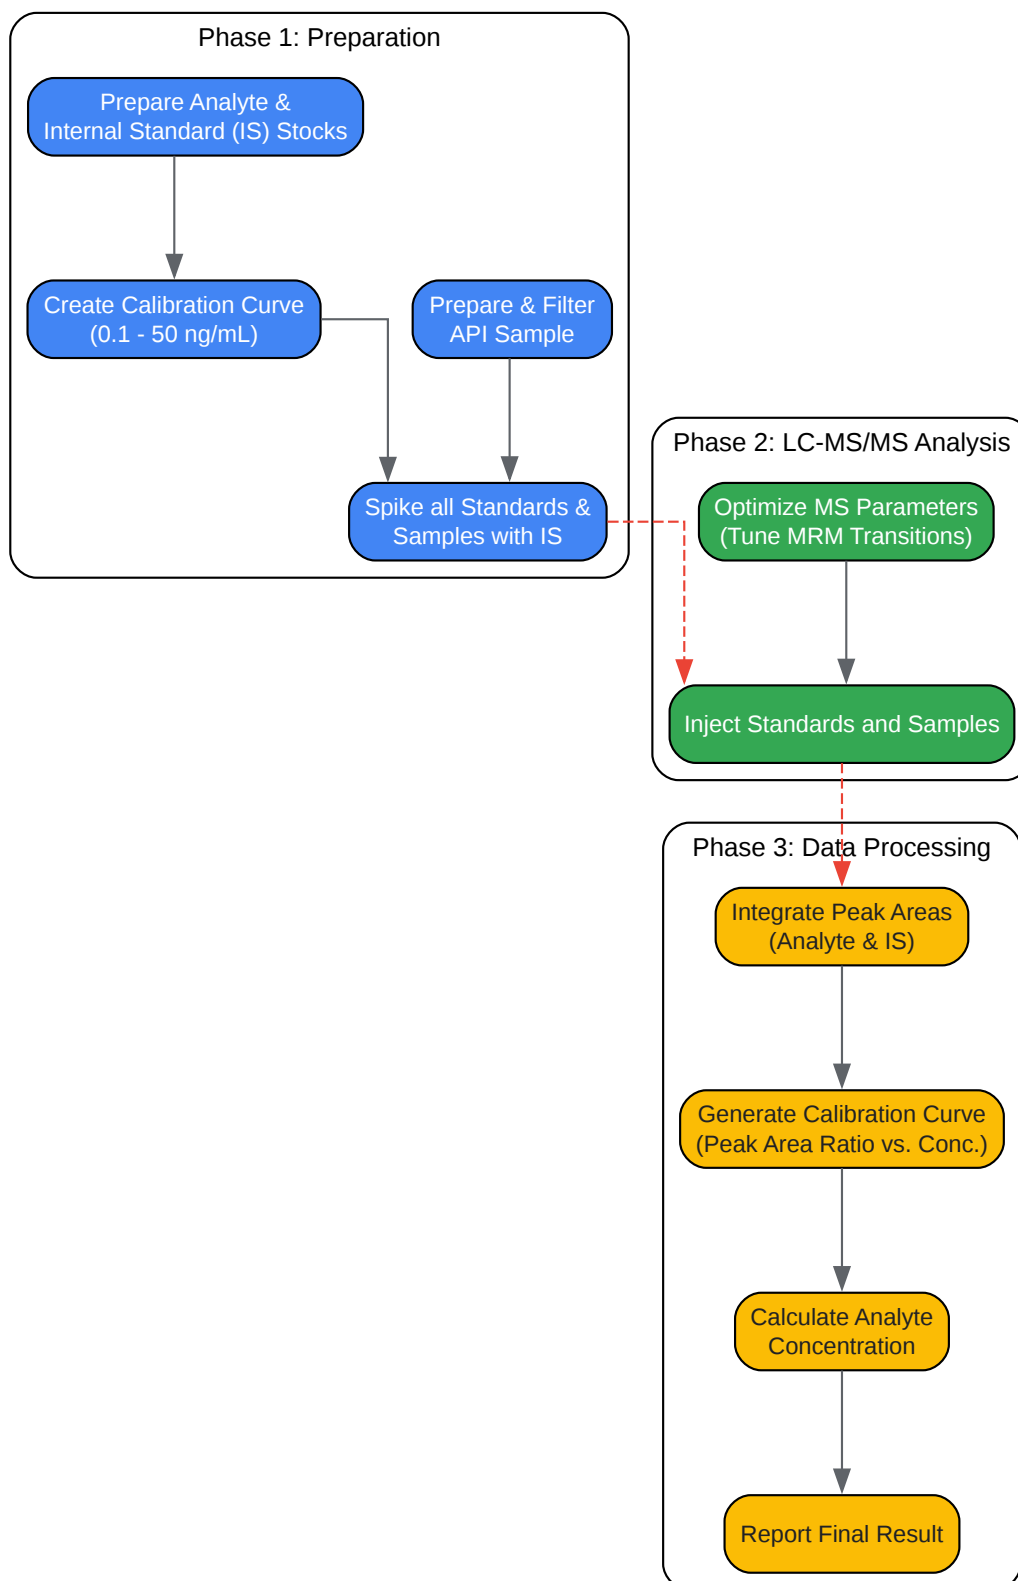 Phase 1: Preparation
Prepare Analyte &
Internal Standard (IS) Stocks
Create Calibration Curve
(0.1 - 50 ng/mL)
Prepare & Filter
API Sample
Spike all Standards &
Samples with IS
Phase 2: LC-MS/MS Analysis
Optimize MS Parameters
(Tune MRM Transitions)
Inject Standards and Samples
Phase 3: Data Processing
Integrate Peak Areas
(Analyte & IS)
Generate Calibration Curve
(Peak Area Ratio vs. Conc.)
Calculate Analyte
Concentration
Report Final Result